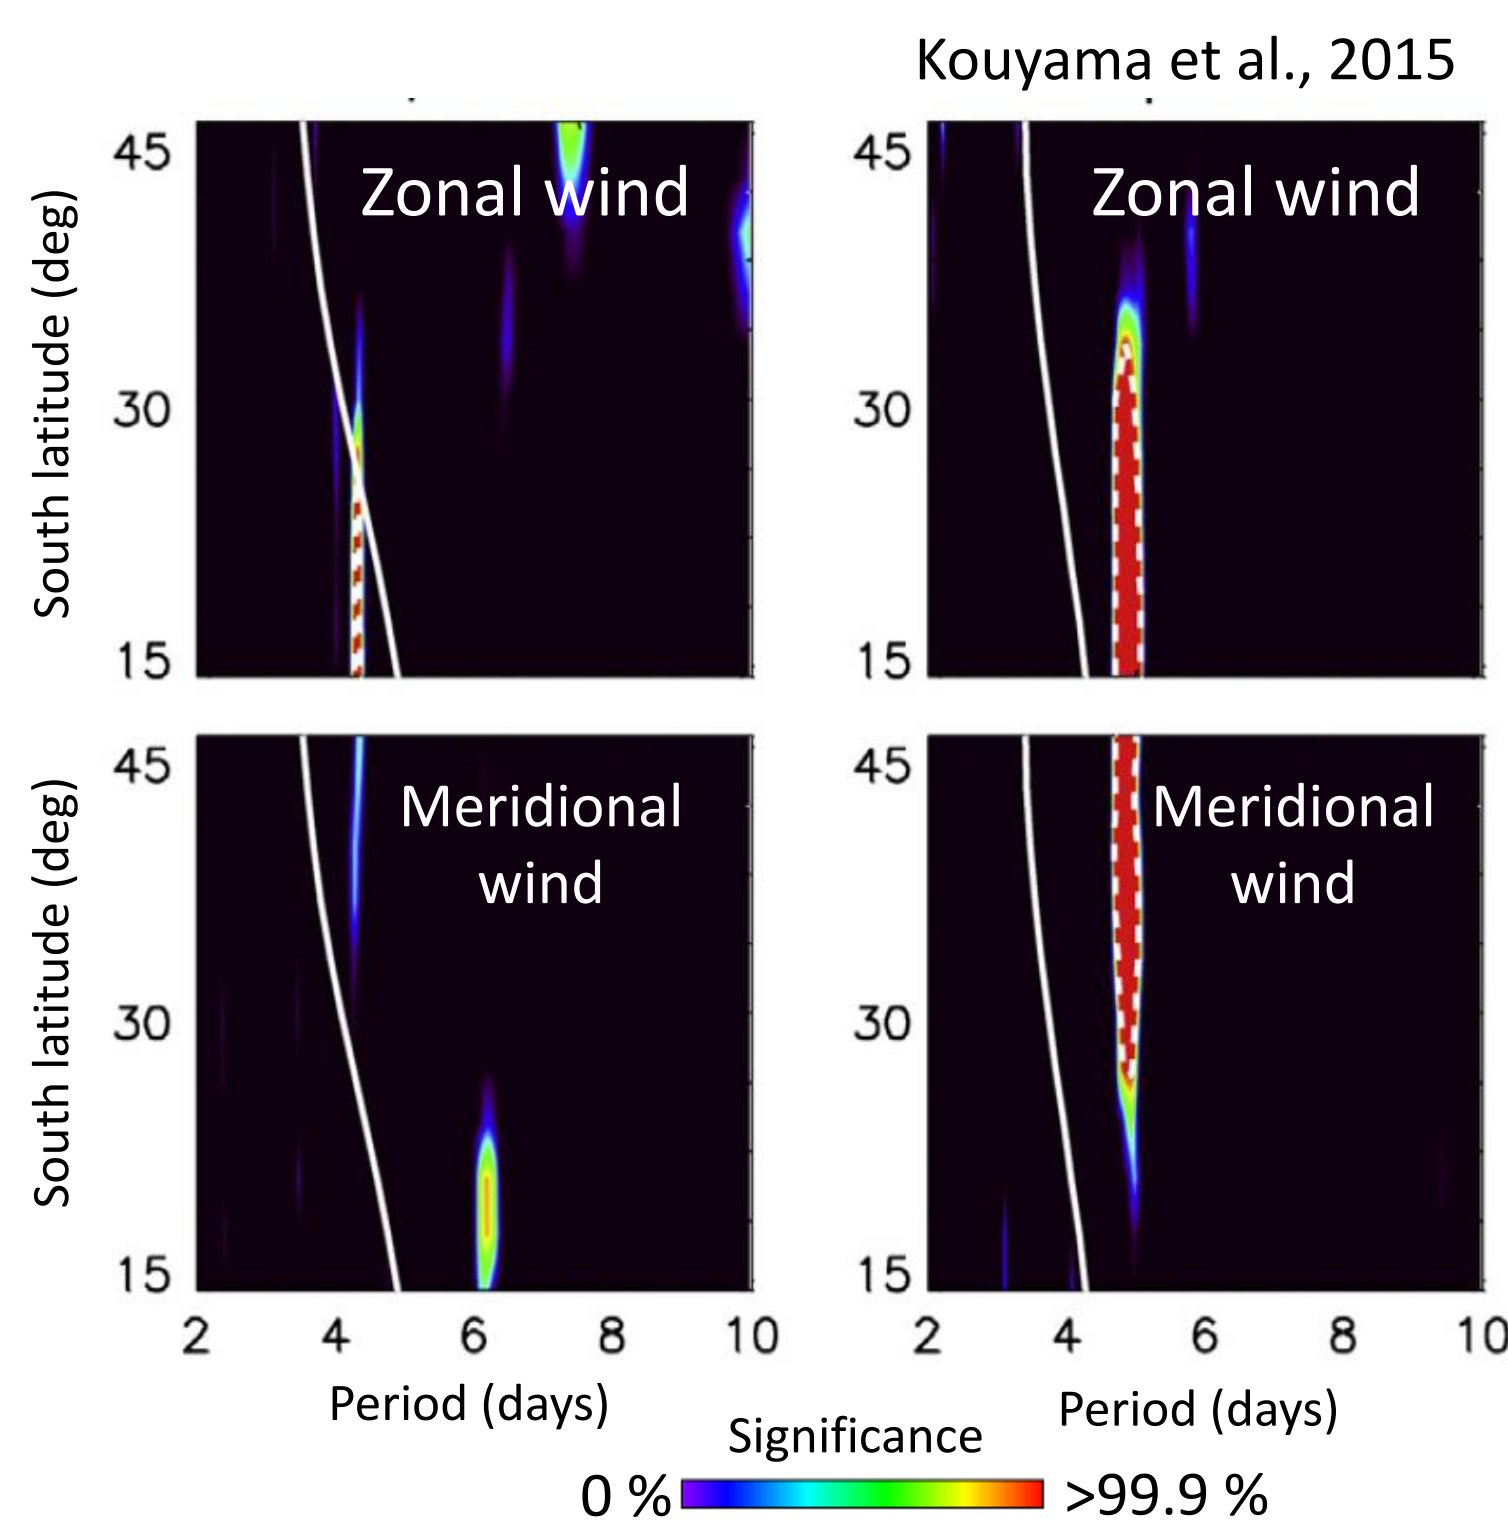 Kouyama et al., 2015
45
Zonal wind
30
15
South latitude (deg)
45
Zonal wind
30
15
45
Meridional
wind
30
15
South latitude (deg)
2 4 6 8 10
Period (days)
45
Meridional
wind
30
15
2 4 6 8 10
Period (days)
Significance
0 % >99.9 %